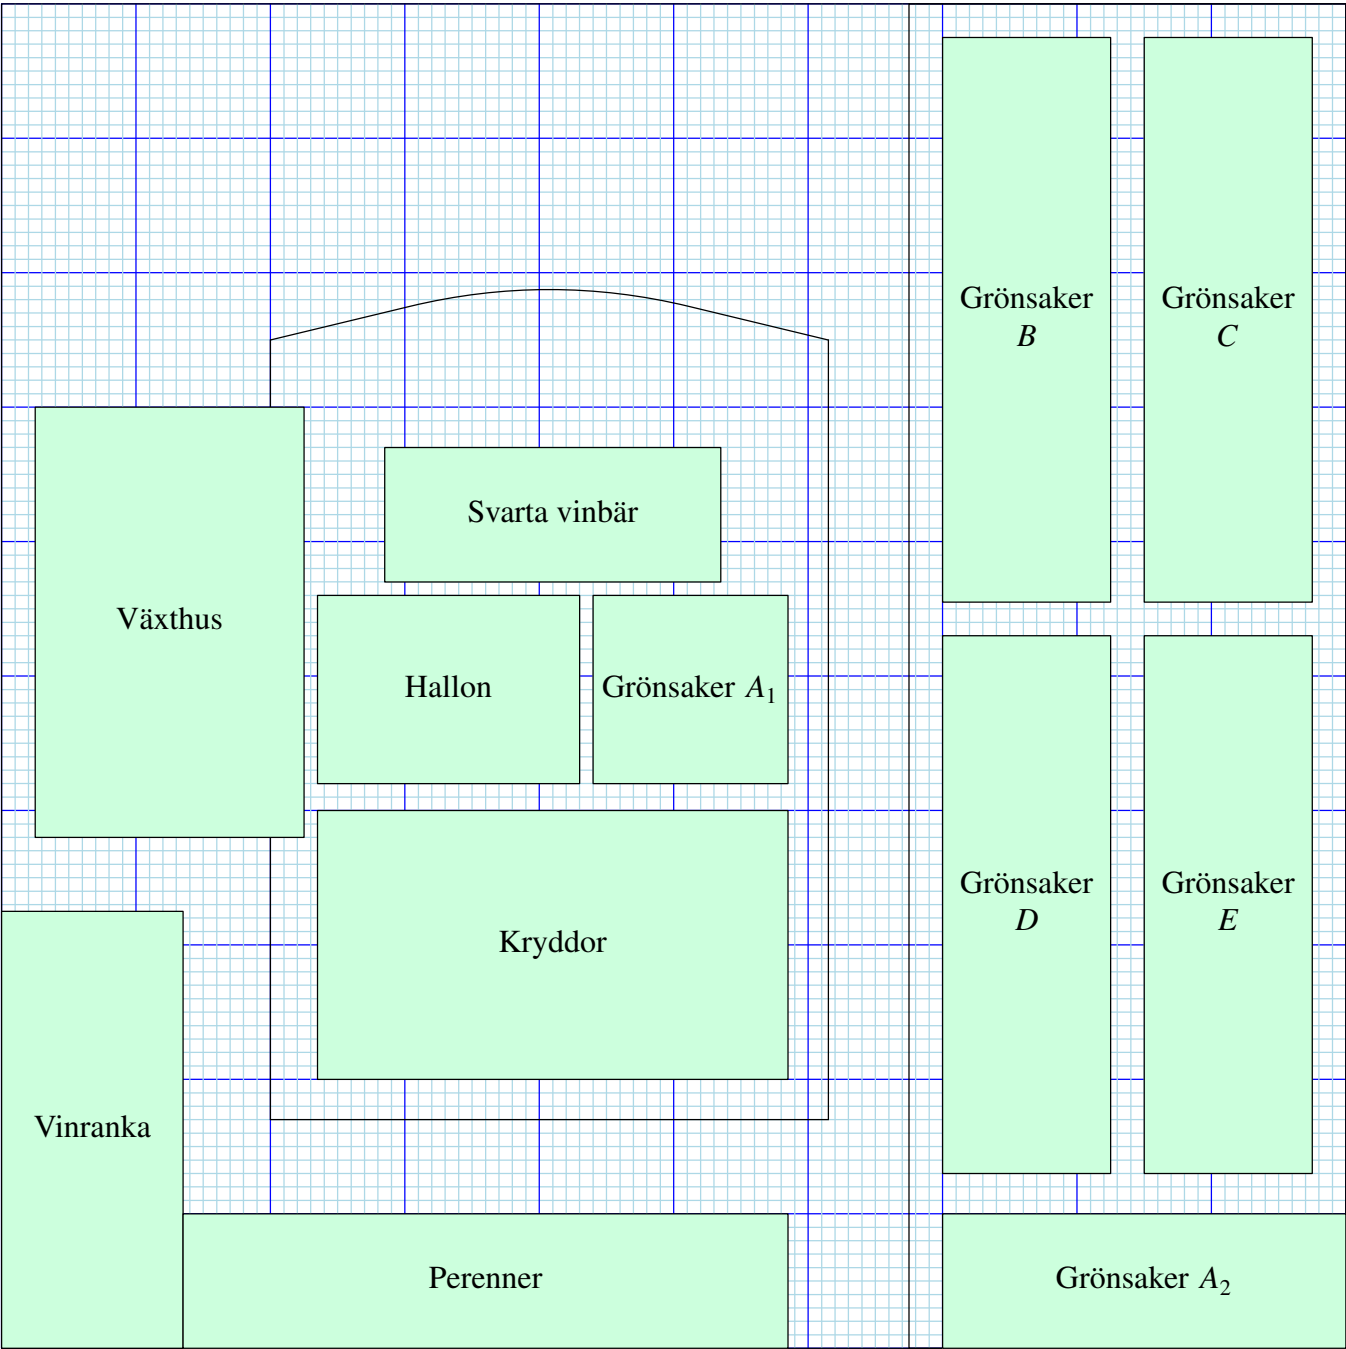 Grönsaker
B
Grönsaker
C
Svarta vinbär
Växthus
Hallon
Grönsaker A₁
Grönsaker
D
Grönsaker
E
Kryddor
Vinranka
Perenner
Grönsaker A₂